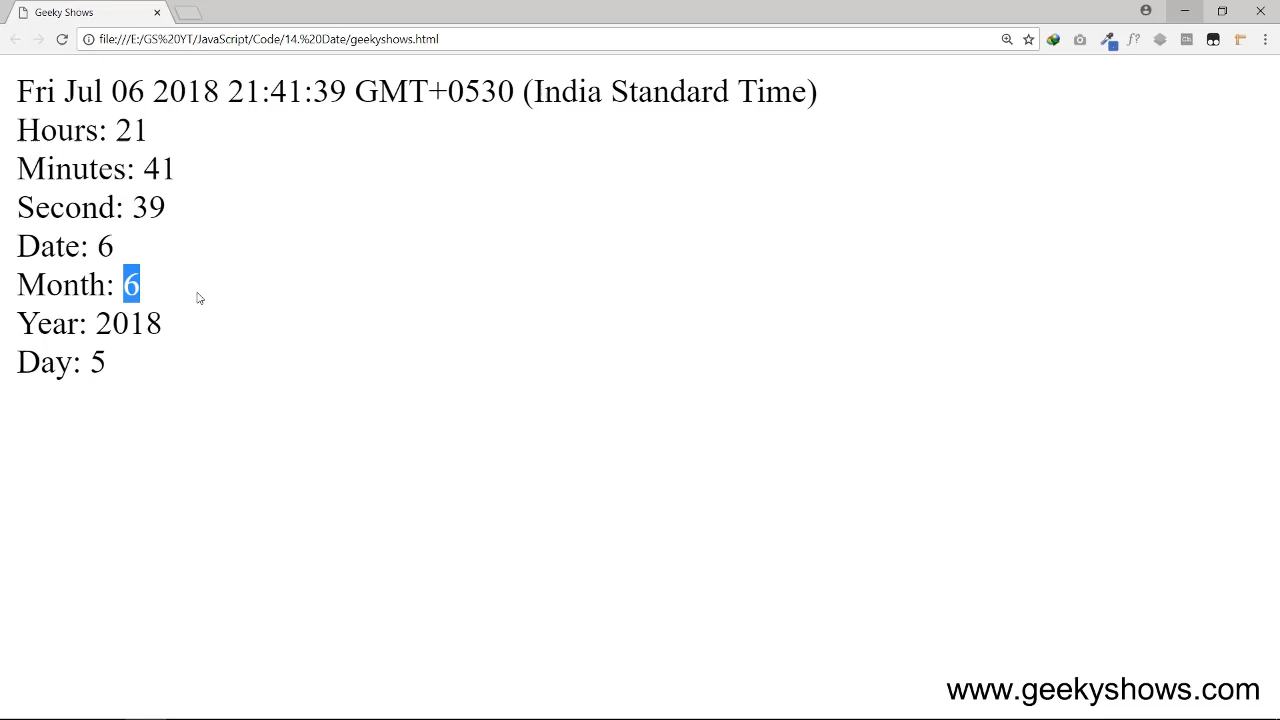 Geeky Shows
file:///E:/GS%20YT/JavaScript/Code/14.%20Date/geekyshows.html
Fri Jul 06 2018 21:41:39 GMT+0530 (India Standard Time)
Hours: 21
Minutes: 41
Second: 39
Date: 6
Month: 6
Year: 2018
Day: 5
www.geekyshows.com